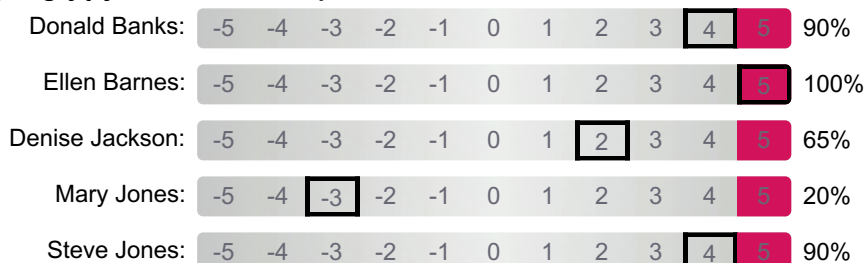 Donald Banks: -5 -4 -3 -2 -1 0 1 2 3 4 5 90%
Ellen Barnes: -5 -4 -3 -2 -1 0 1 2 3 4 5 100%
Denise Jackson: -5 -4 -3 -2 -1 0 1 2 3 4 5 65%
Mary Jones: -5 -4 -3 -2 -1 0 1 2 3 4 5 20%
Steve Jones: -5 -4 -3 -2 -1 0 1 2 3 4 5 90%